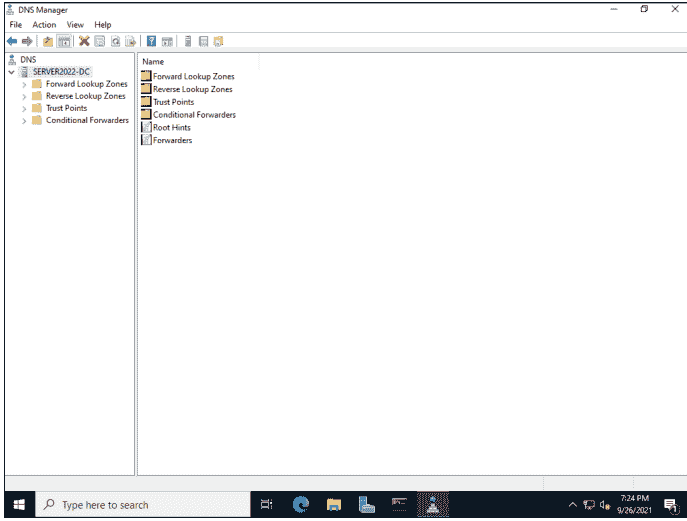 DNS Manager
File Action View Help
DNS
SERVER2022-DC
Forward Lookup Zones
Reverse Lookup Zones
Trust Points
Conditional Forwarders
Name
Forward Lookup Zones
Reverse Lookup Zones
Trust Points
Conditional Forwarders
Root Hints
Forwarders
Type here to search
7:24 PM
9/26/2021